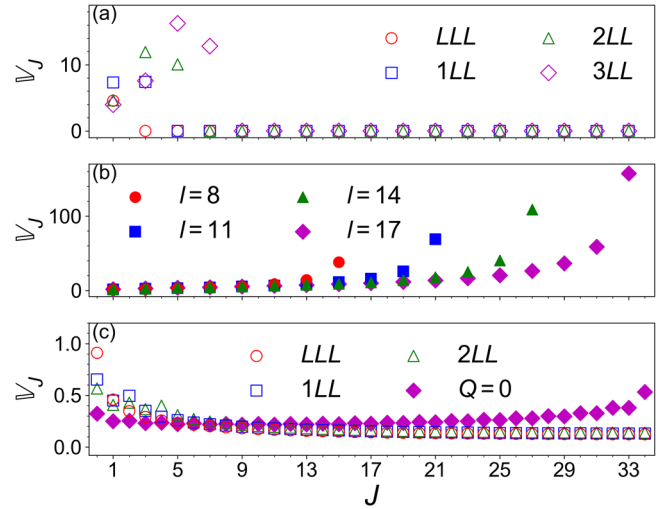 (a)
𝕍J
10
0
LLL
2LL
1LL
3LL
(b)
𝕍J
100
0
l = 8
l = 14
l = 11
l = 17
(c)
𝕍J
1.0
0.5
0.0
LLL
2LL
1LL
Q = 0
1 5 9 13 17 21 25 29 33
J